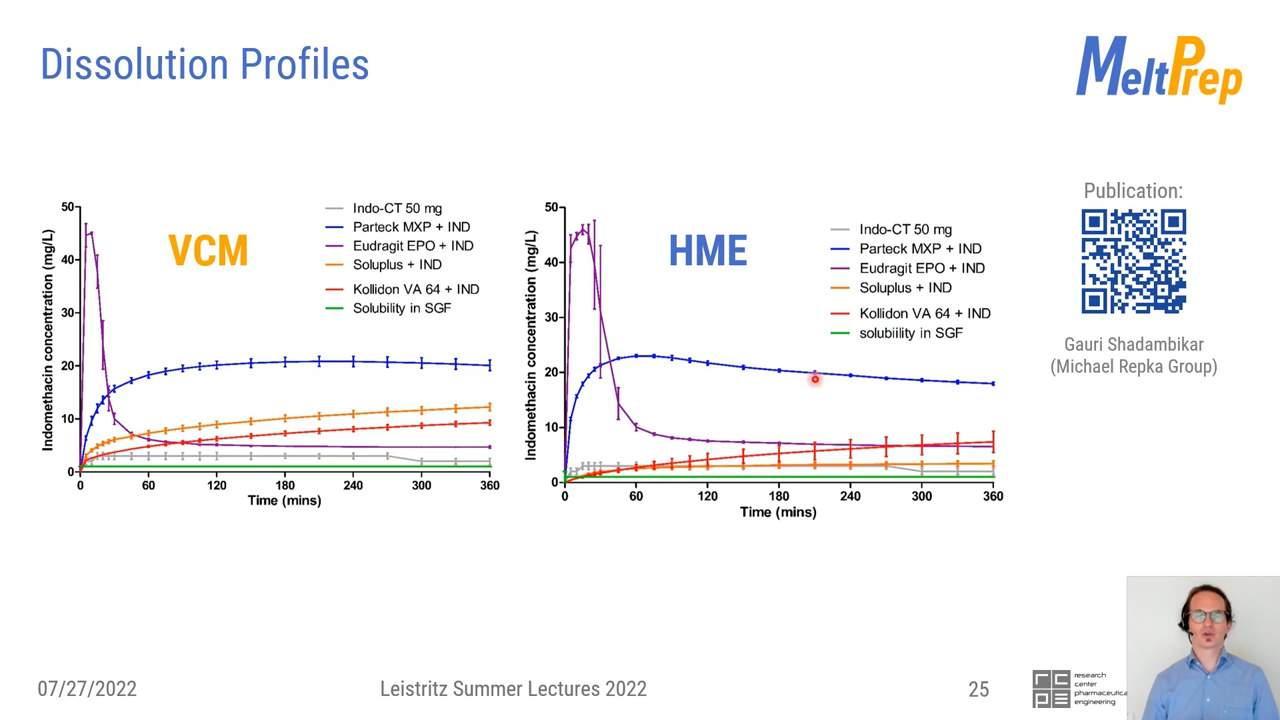 Dissolution Profiles
MeltPrep
50
40
30
20
10
0
Indomethacin concentration (mg/L)
VCM
Indo-CT 50 mg
Parteck MXP + IND
Eudragit EPO + IND
Soluplus + IND
Kollidon VA 64 + IND
Solubility in SGF
0 60 120 180 240 300 360
Time (mins)
50
40
30
20
10
0
Indomethacin concentration (mg/L)
HME
Indo-CT 50 mg
Parteck MXP + IND
Eudragit EPO + IND
Soluplus + IND
Kollidon VA 64 + IND
solubiility in SGF
0 60 120 180 240 300 360
Time (mins)
Publication:
Gauri Shadambikar
(Michael Repka Group)
07/27/2022
Leistritz Summer Lectures 2022
25
research
center
pharmaceutica
engineering